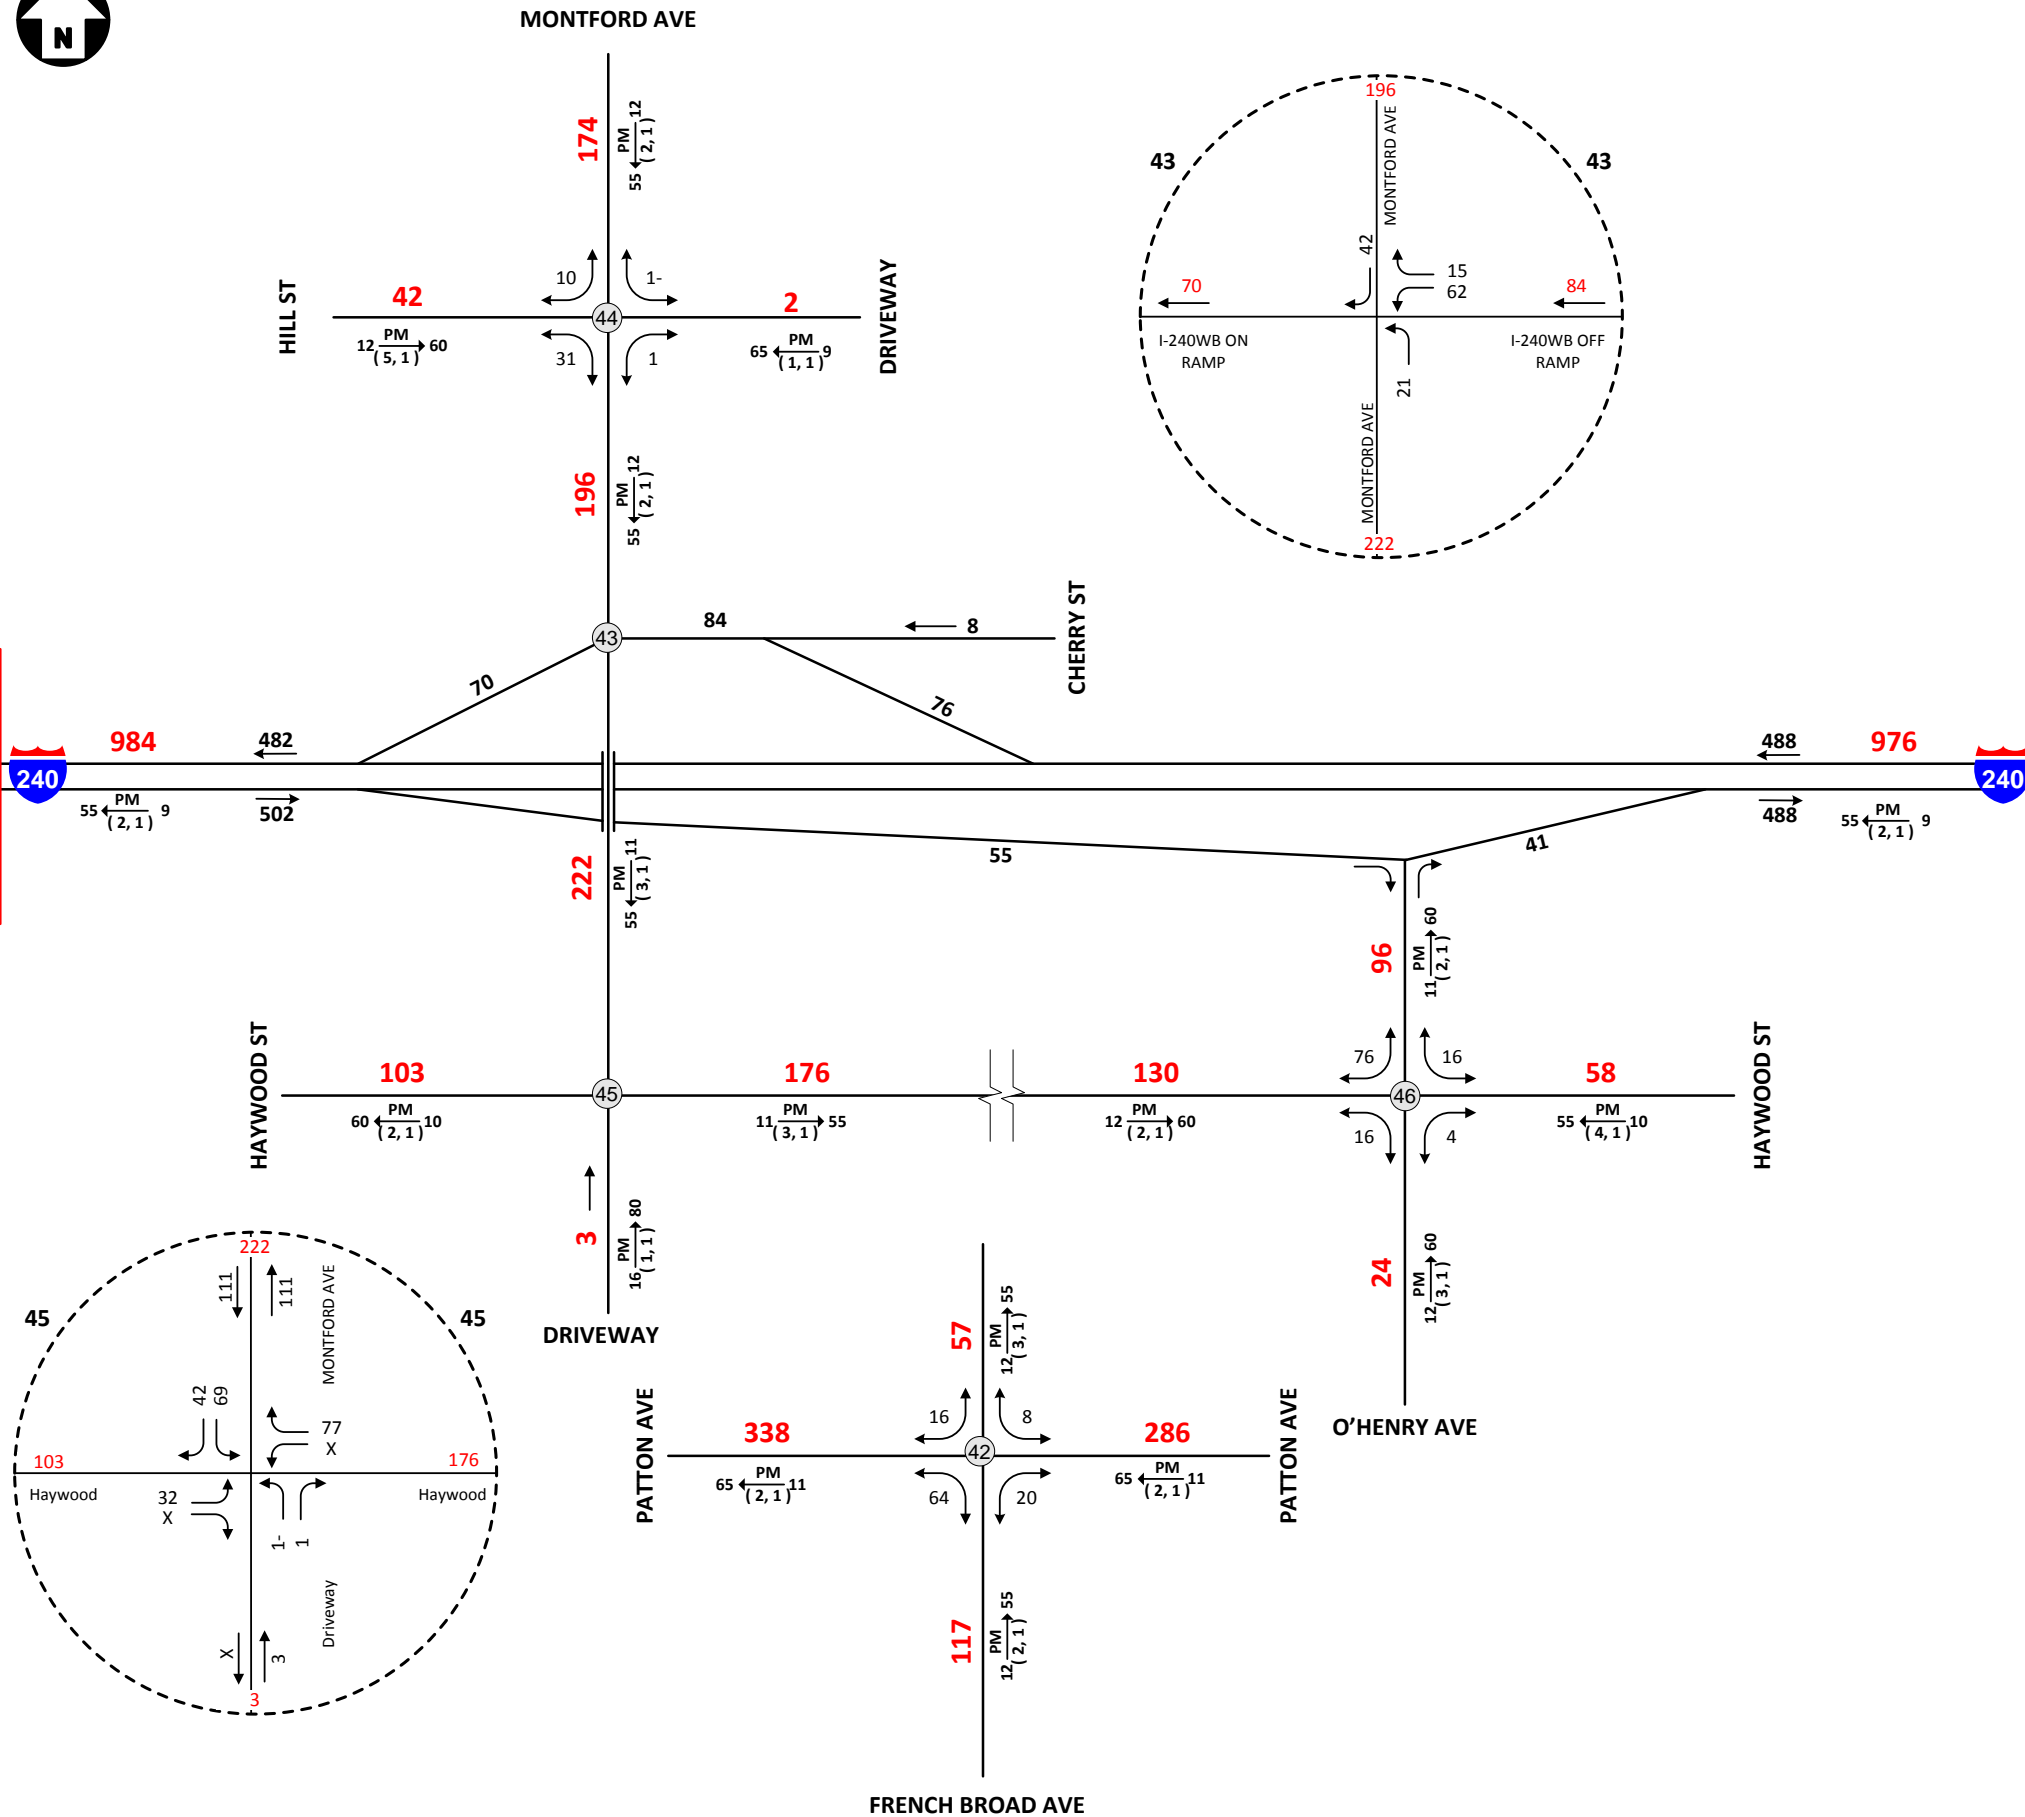 N
MONTFORD AVE
174
PM
12
55
( 2, 1 )
HILL ST
42
12 PM 60
( 5, 1 )
10
1-
31
1
44
2
65 PM 9
( 1, 1 )
DRIVEWAY
196
PM
12
55
( 2, 1 )
196
43
43
MONTFORD AVE
42
15
62
70
84
I-240WB ON
RAMP
I-240WB OFF
RAMP
21
MONTFORD AVE
222
43
84
8
CHERRY ST
70
76
984
482
240
55 PM 9
( 2, 1 )
502
488
976
240
488
55 PM 9
( 2, 1 )
55
41
222
PM
11
55
( 3, 1 )
96
PM
60
11
( 2, 1 )
HAYWOOD ST
103
60 PM 10
( 2, 1 )
45
176
11 PM 55
( 3, 1 )
130
12 PM 60
( 2, 1 )
76
16
16
4
46
58
55 PM 10
( 4, 1 )
HAYWOOD ST
3
PM
80
16
( 1, 1 )
DRIVEWAY
24
PM
60
12
( 3, 1 )
O'HENRY AVE
222
111
111
MONTFORD AVE
45
45
42
69
77
X
103
176
Haywood
Haywood
32
X
1-
1
Driveway
X
3
3
57
PM
55
12
( 3, 1 )
PATTON AVE
338
65 PM 11
( 2, 1 )
16
8
64
20
42
286
65 PM 11
( 2, 1 )
PATTON AVE
117
PM
55
12
( 2, 1 )
FRENCH BROAD AVE